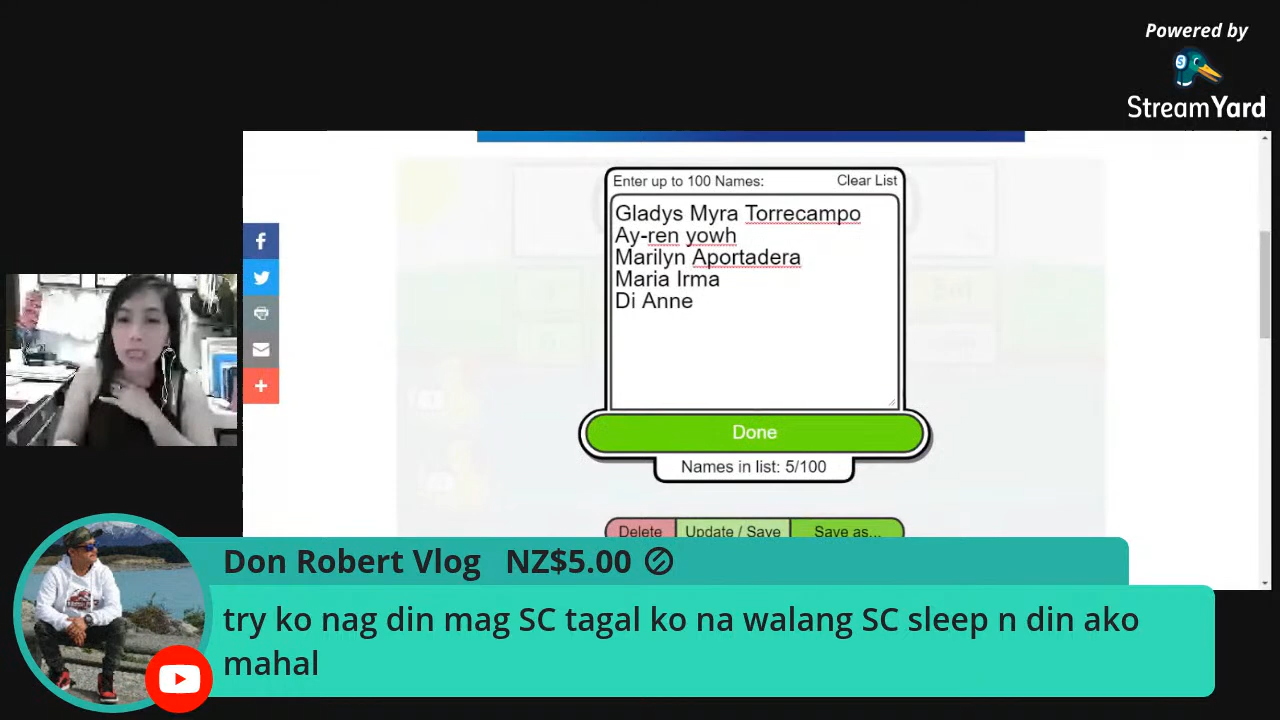 Powered by
StreamYard
Enter up to 100 Names: Clear List
Gladys Myra Torrecampo
Ay-ren yowh
Marilyn Aportadera
Maria Irma
Di Anne
Done
Names in list: 5/100
Delete Update / Save Save as...
Don Robert Vlog NZ$5.00
try ko nag din mag SC tagal ko na walang SC sleep n din ako
mahal